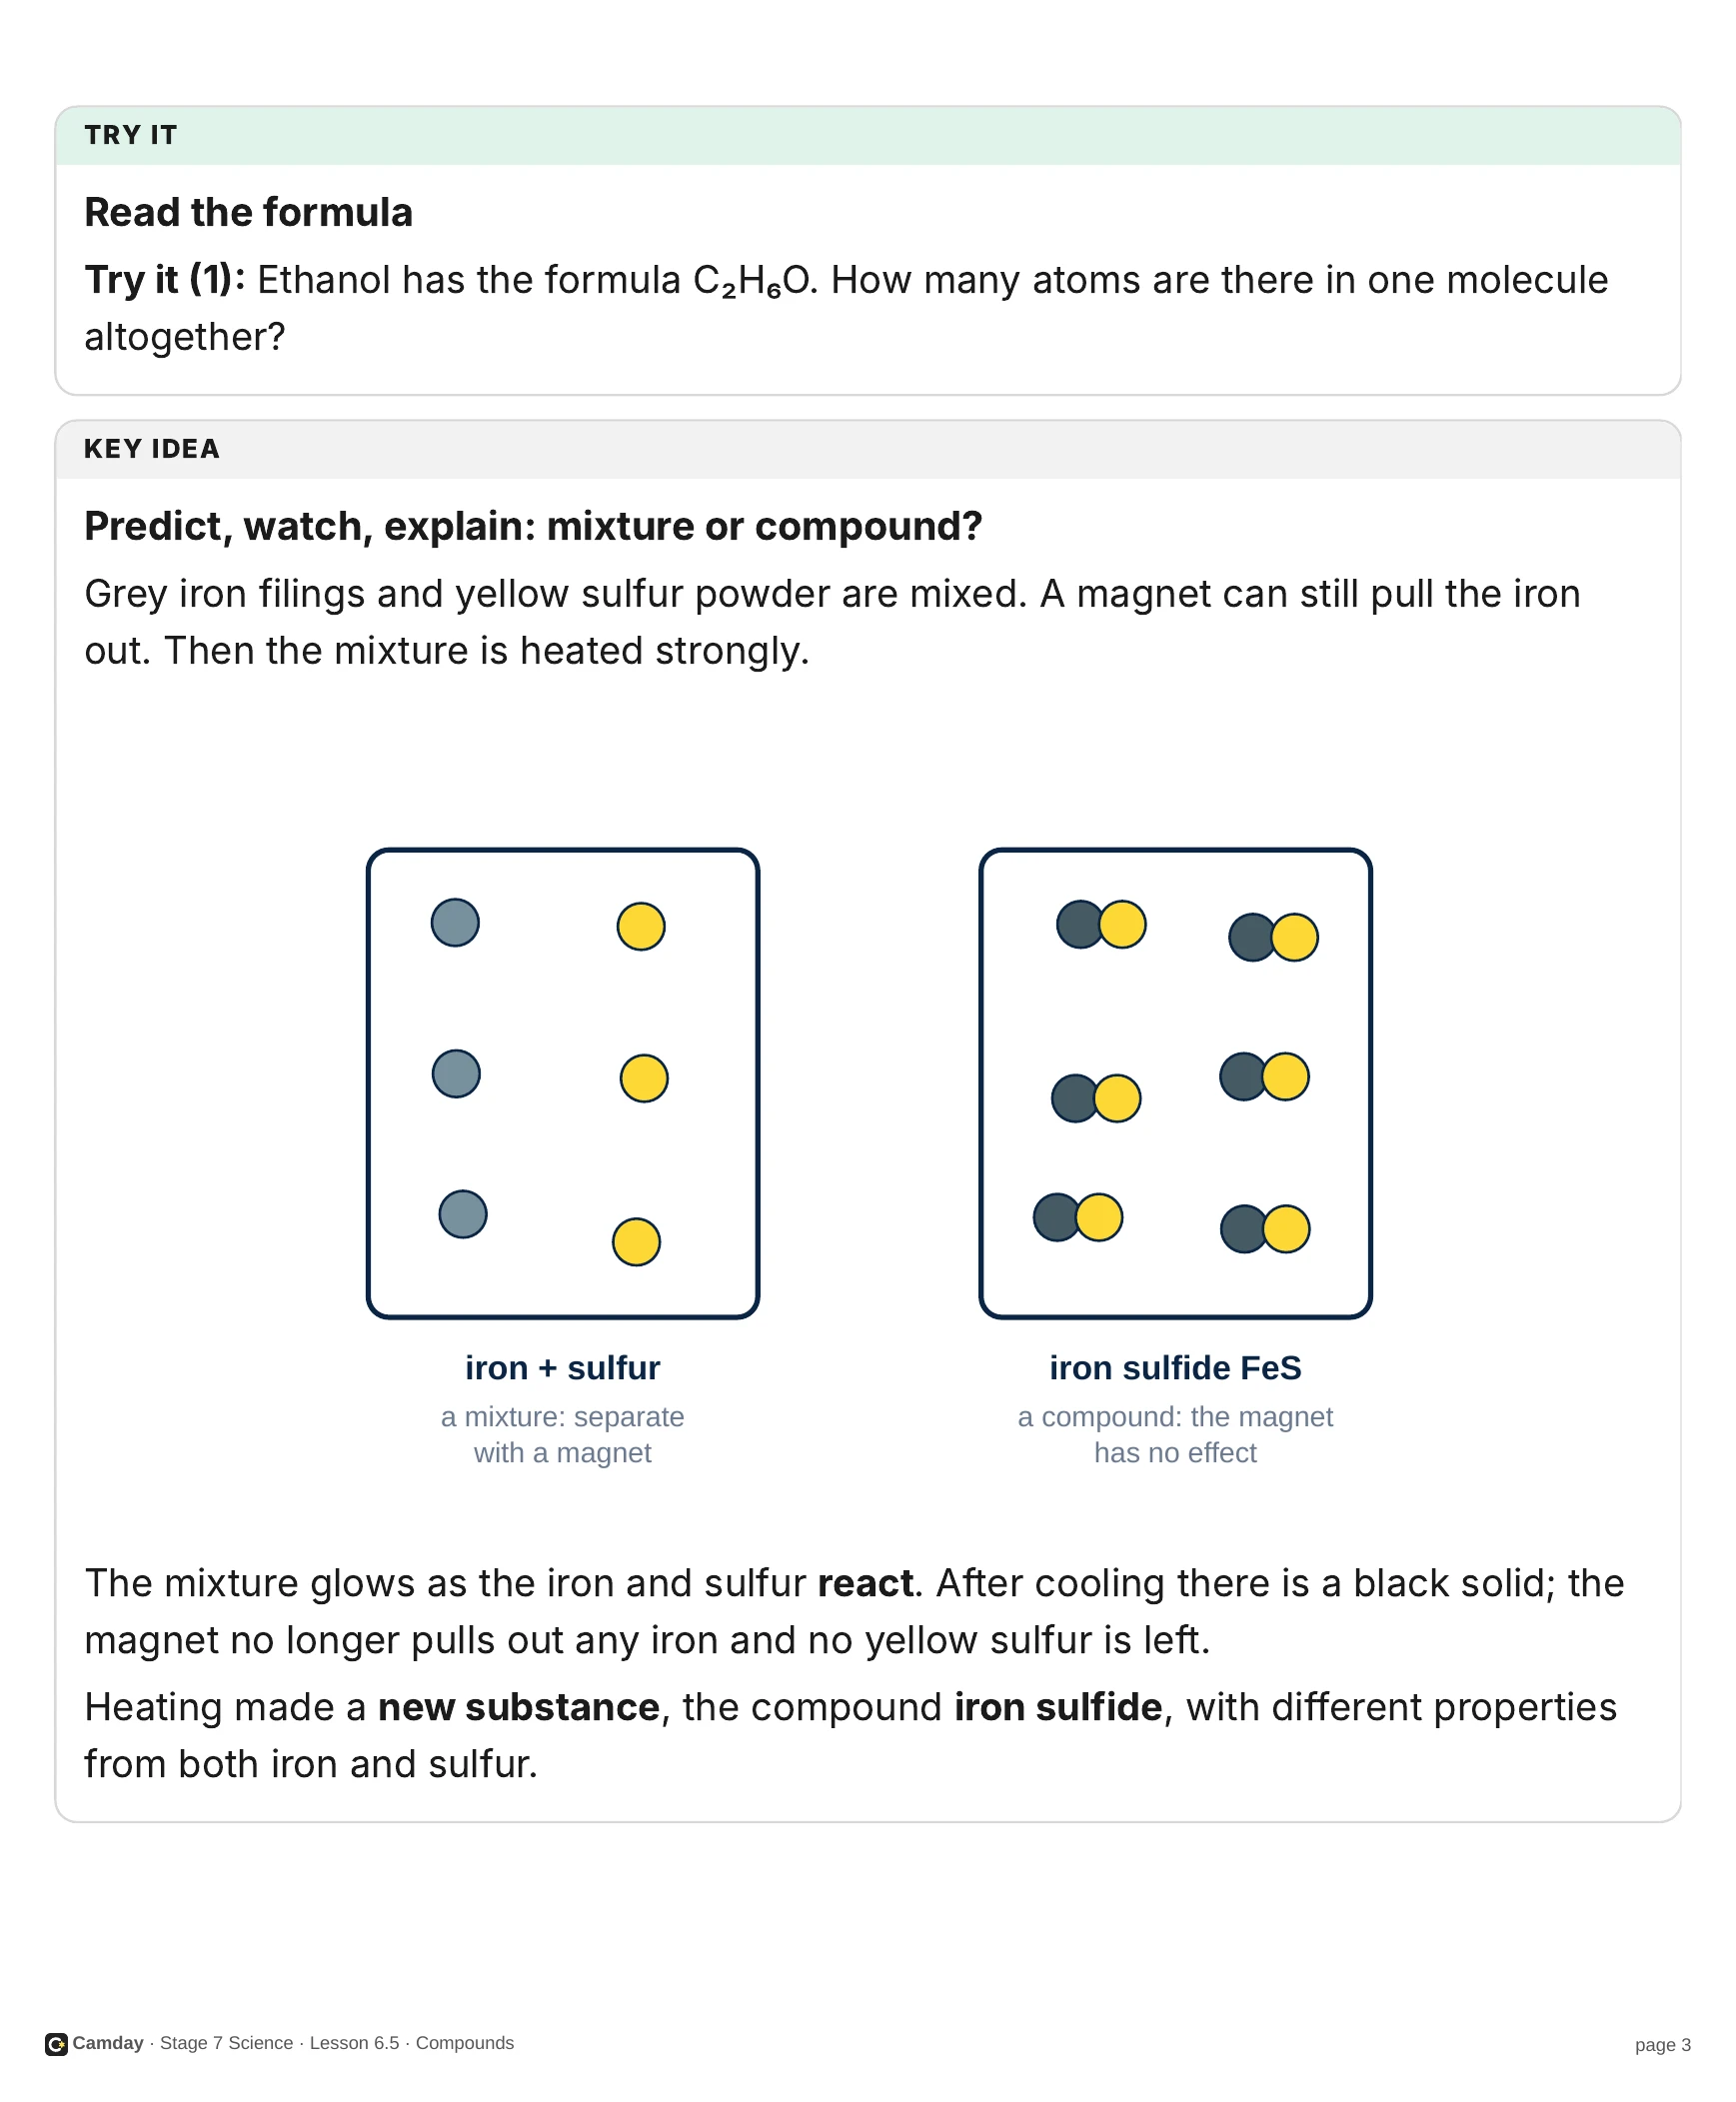 TRY IT
Read the formula
Try it (1): Ethanol has the formula C₂H₆O. How many atoms are there in one molecule
altogether?
KEY IDEA
Predict, watch, explain: mixture or compound?
Grey iron filings and yellow sulfur powder are mixed. A magnet can still pull the iron
out. Then the mixture is heated strongly.
iron + sulfur
a mixture: separate
with a magnet
iron sulfide FeS
a compound: the magnet
has no effect
The mixture glows as the iron and sulfur react. After cooling there is a black solid; the
magnet no longer pulls out any iron and no yellow sulfur is left.
Heating made a new substance, the compound iron sulfide, with different properties
from both iron and sulfur.
Camday · Stage 7 Science · Lesson 6.5 · Compounds
page 3